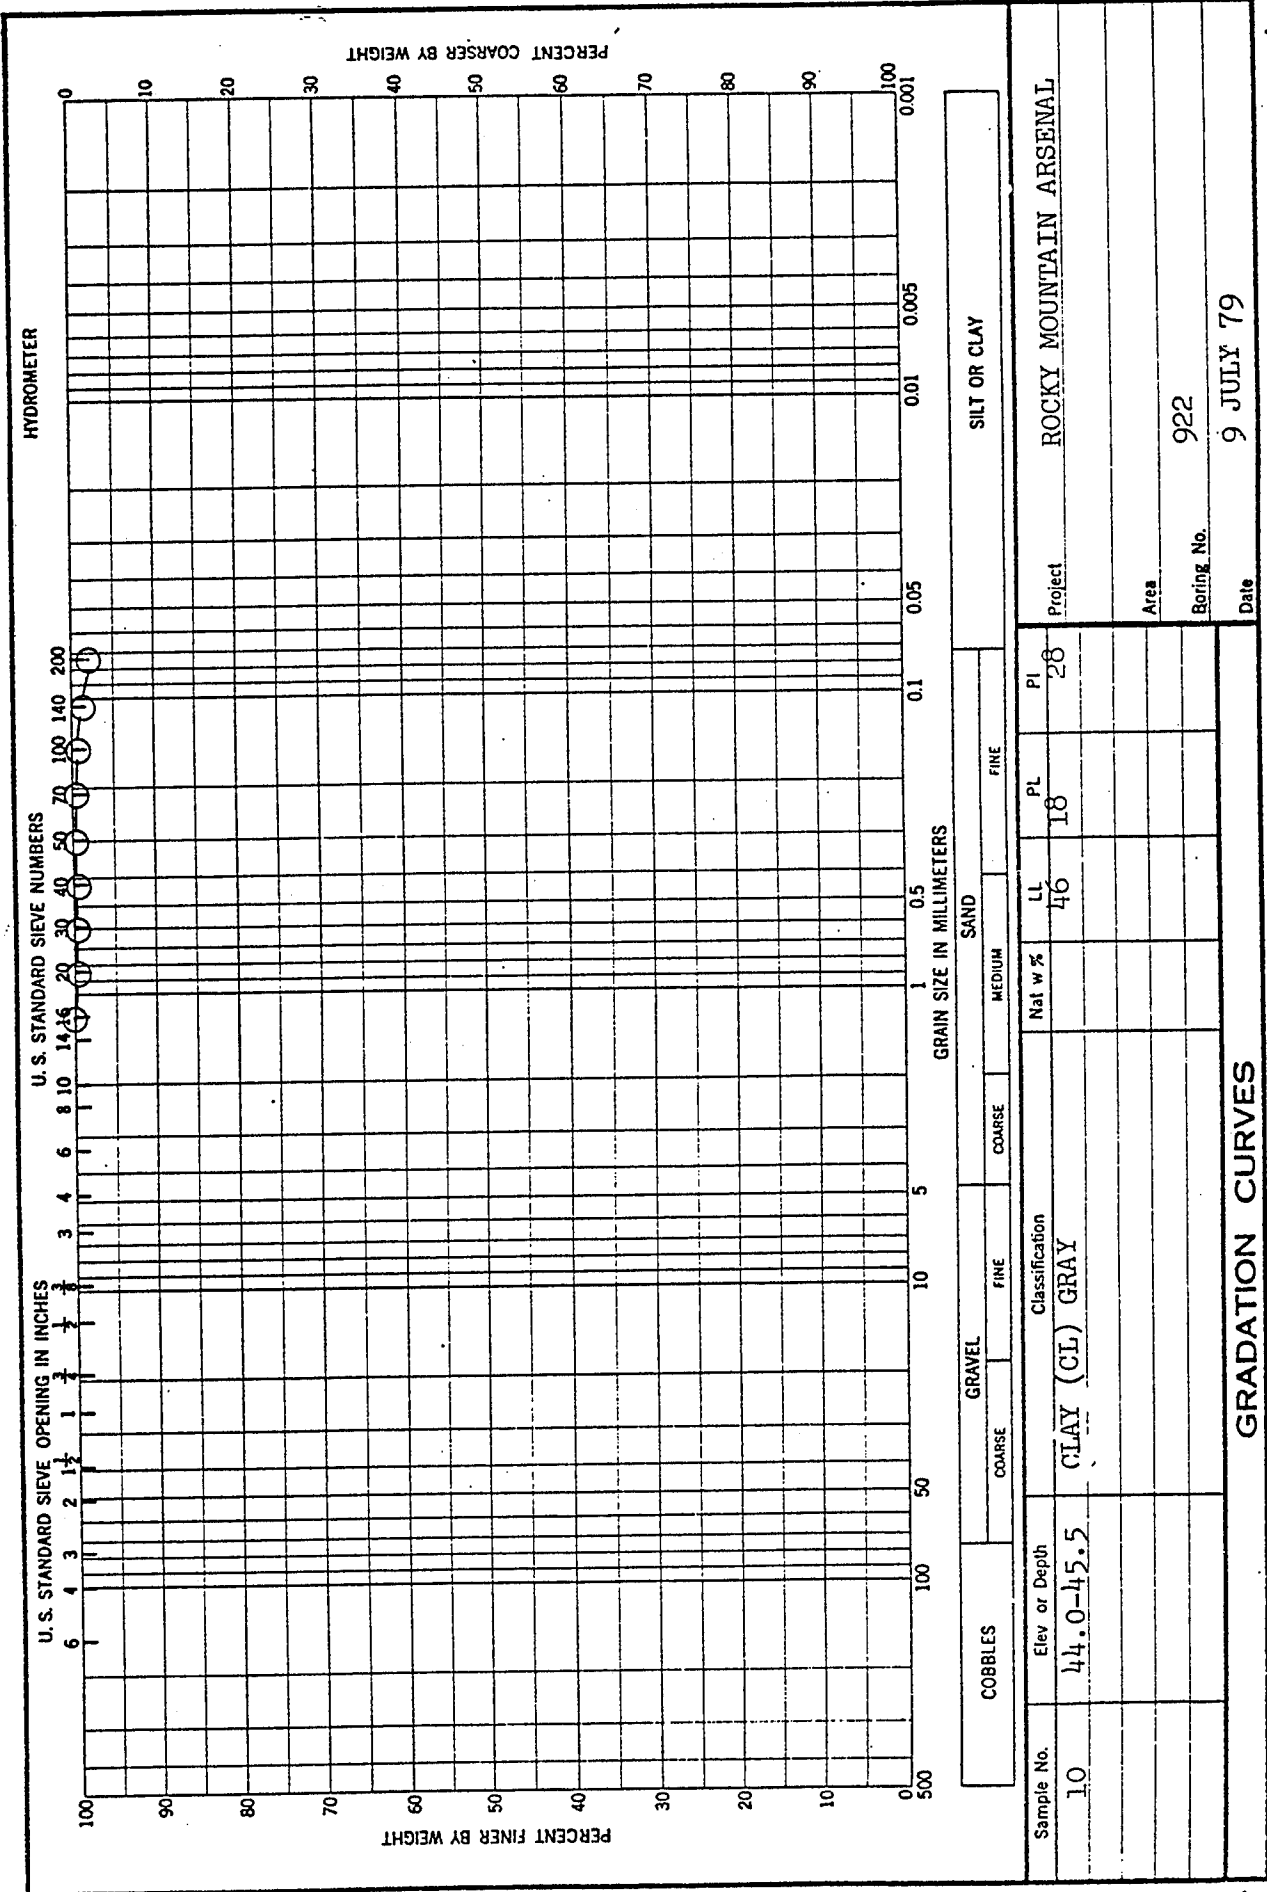 U. S. STANDARD SIEVE OPENING IN INCHES U. S. STANDARD SIEVE NUMBERS HYDROMETER
6 4 3 2 1½ 1 ¾ ½ ⅜ 3 4 6 8 10 14 16 20 30 40 50 70 100 140 200
PERCENT FINER BY WEIGHT
100
90
80
70
60
50
40
30
20
10
0
PERCENT COARSER BY WEIGHT
0
10
20
30
40
50
60
70
80
90
100
500 100 50 10 5 1 0.5 0.1 0.05 0.01 0.005 0.001
GRAIN SIZE IN MILLIMETERS
COBBLES GRAVEL SAND SILT OR CLAY
COARSE FINE COARSE MEDIUM FINE
Sample No. Elev or Depth Classification Nat w % LL PL PI
10 44.0-45.5 CLAY (CL) GRAY 46 18 28
Project ROCKY MOUNTAIN ARSENAL
Area
Boring No. 922
Date 9 JULY 79
GRADATION CURVES